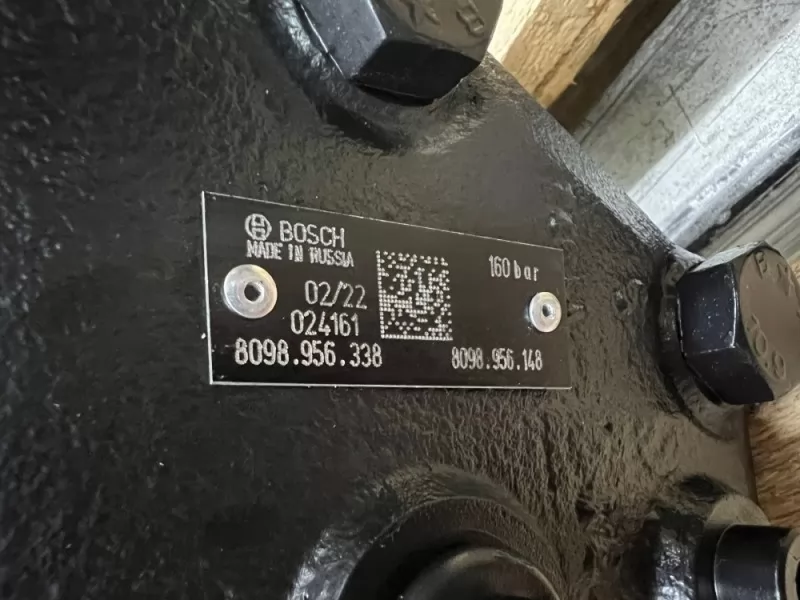 BOSCH
MADE IN RUSSIA
160 bar
02/22
024161
8098.956.338
8098.956.148